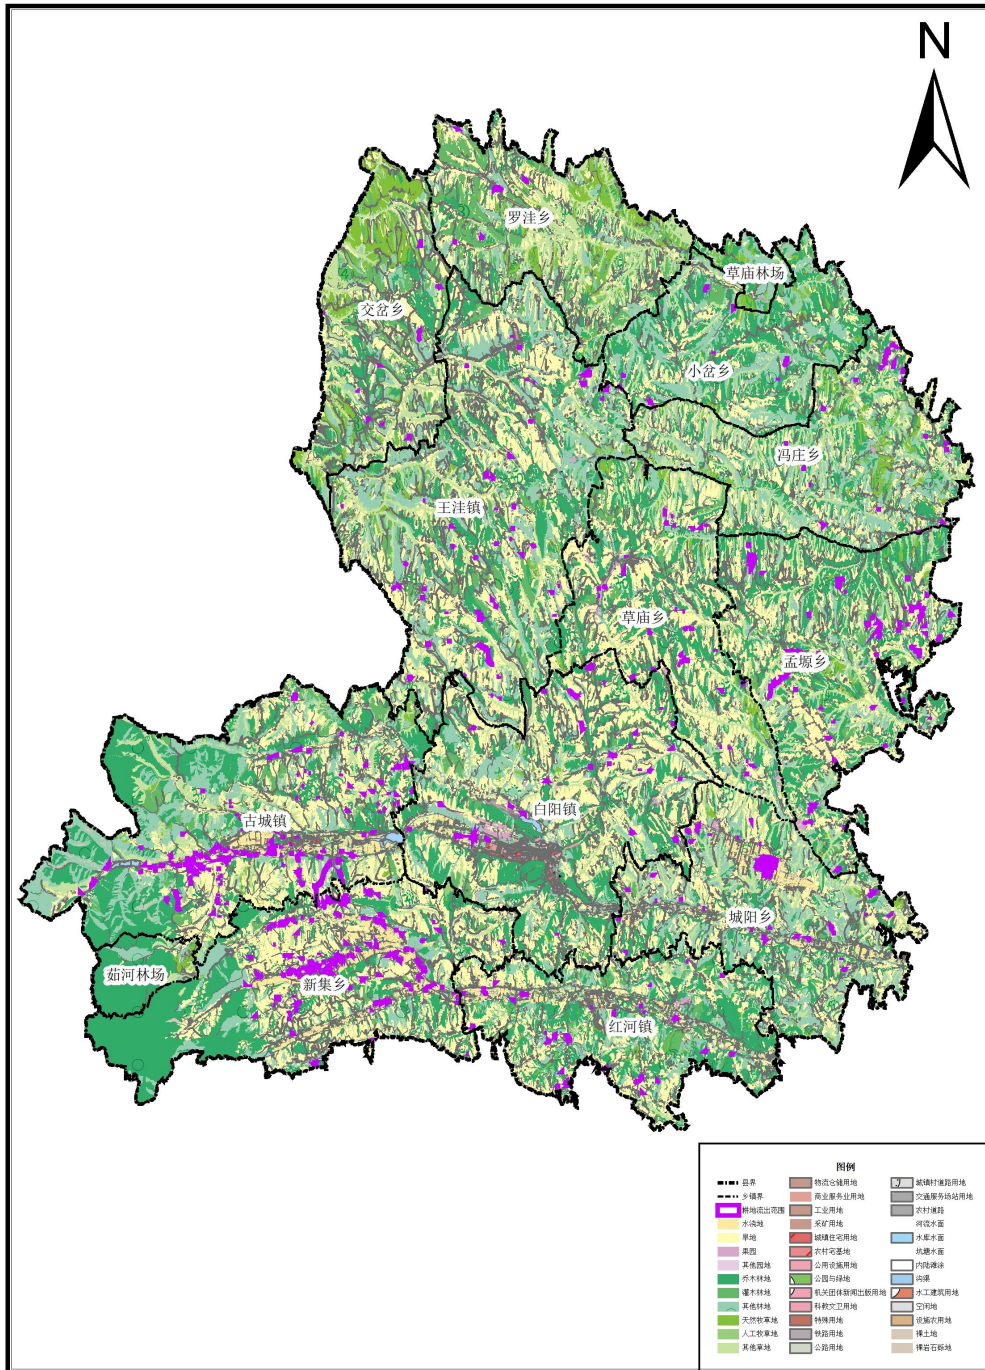 N
罗洼乡
草庙林场
交岔乡
小岔乡
冯庄乡
王洼镇
草庙乡
孟塬乡
白阳镇
古城镇
城阳乡
茹河林场
新集乡
红河镇
图例
县界
乡镇界
耕地流出范围
水浇地
旱地
果园
其他园地
乔木林地
灌木林地
其他林地
天然牧草地
人工牧草地
其他草地
物流仓储用地
商业服务业用地
工业用地
采矿用地
城镇住宅用地
农村宅基地
公用设施用地
公园与绿地
机关团体新闻出版用地
科教文卫用地
特殊用地
铁路用地
公路用地
城镇村道路用地
交通服务场站用地
农村道路
河流水面
水库水面
坑塘水面
内陆滩涂
沟渠
水工建筑用地
空闲地
设施农用地
裸土地
裸岩石砾地